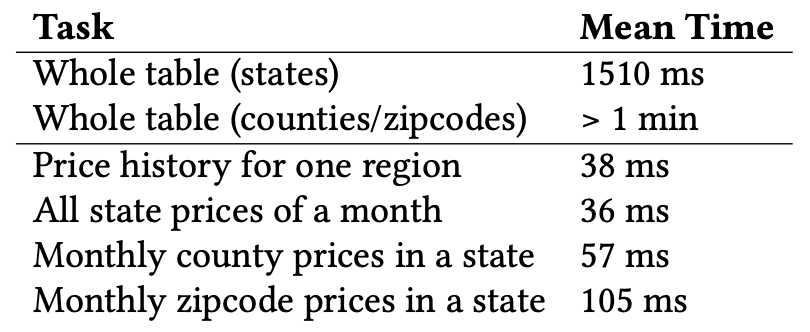 Task Mean Time
Whole table (states) 1510 ms
Whole table (counties/zipcodes) > 1 min
Price history for one region 38 ms
All state prices of a month 36 ms
Monthly county prices in a state 57 ms
Monthly zipcode prices in a state 105 ms